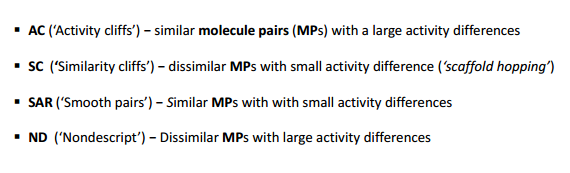 ▪ AC ('Activity cliffs') – similar molecule pairs (MPs) with a large activity differences
▪ SC (‘Similarity cliffs’) – dissimilar MPs with small activity difference (‘scaffold hopping’)
▪ SAR (‘Smooth pairs’) – Similar MPs with with small activity differences
▪ ND (‘Nondescript’) – Dissimilar MPs with large activity differences